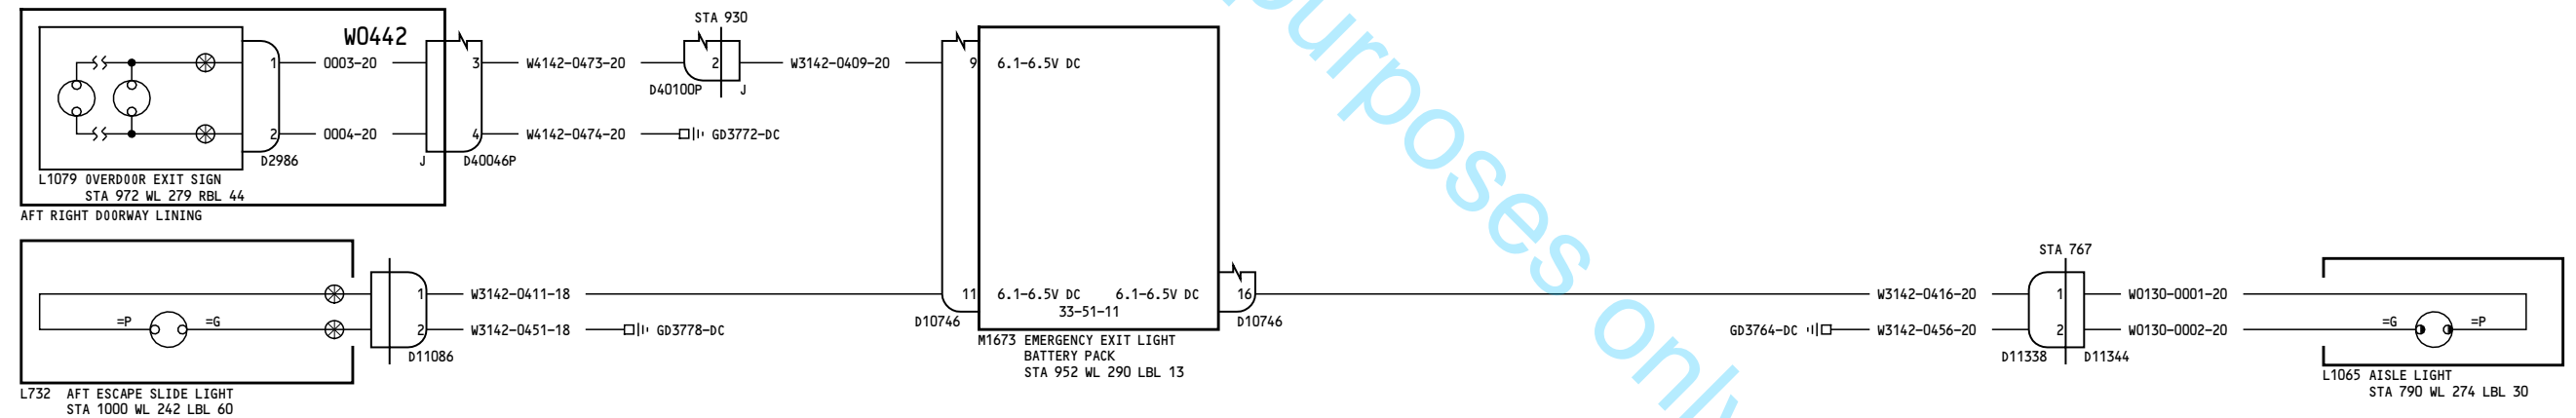 STA 930
W0442
1 0003-20 3 W4142-0473-20 2 W3142-0409-20 9 6.1-6.5V DC
D40100P J
2 0004-20 4 W4142-0474-20 GD3772-DC
D2986 J D40046P
L1079 OVERDOOR EXIT SIGN
STA 972 WL 279 RBL 44
AFT RIGHT DOORWAY LINING
STA 767
1 W3142-0411-18 11 6.1-6.5V DC 6.1-6.5V DC 16 W3142-0416-20 1 W0130-0001-20
33-51-11
=P =G D10746 D10746 =G =P
2 W3142-0451-18 GD3778-DC GD3764-DC W3142-0456-20 2 W0130-0002-20
D11086 D11338 D11344
M1673 EMERGENCY EXIT LIGHT
BATTERY PACK
STA 952 WL 290 LBL 13
L1065 AISLE LIGHT
STA 790 WL 274 LBL 30
L732 AFT ESCAPE SLIDE LIGHT
STA 1000 WL 242 LBL 60
purposes only